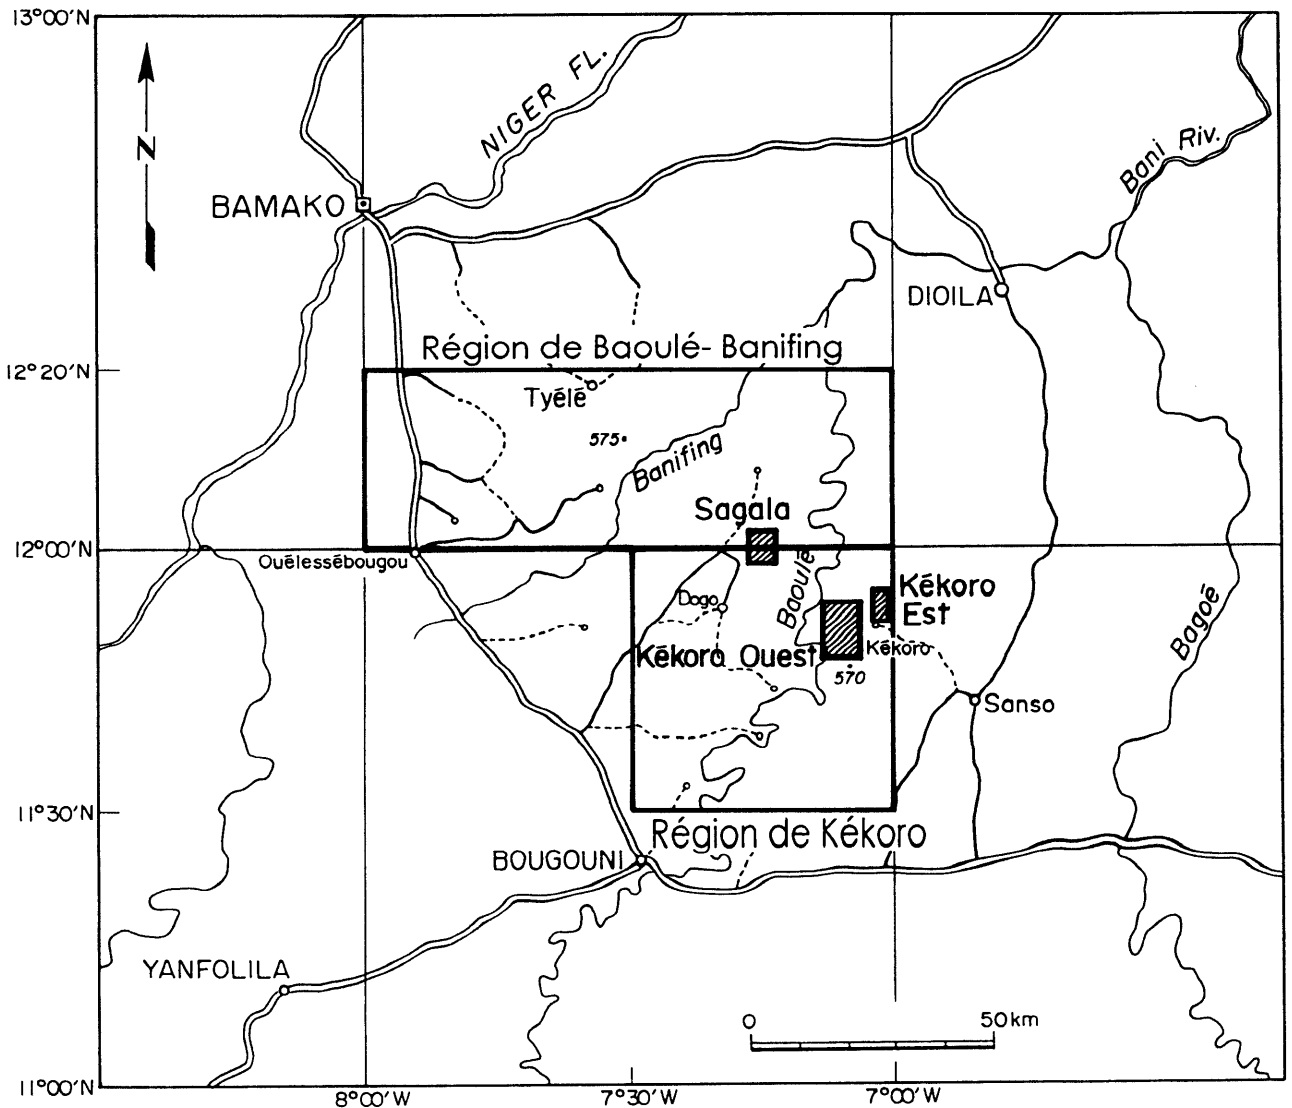 13°00'N
NIGER FL.
N
Bani Riv.
BAMAKO
DIOILA
Région de Baoulé-Banifing
12°20'N
Tyélé
575
Banifing
Sagala
12°00'N
Ouélessébougou
Baoulé
Kékoro
Est
Dogo
Bagoé
Kékoro Ouest
Kékoro
570
Sanso
11°30'N
Région de Kékoro
BOUGOUNI
YANFOLILA
0 50km
11°00'N
8°00'W
7°30'W
7°00'W